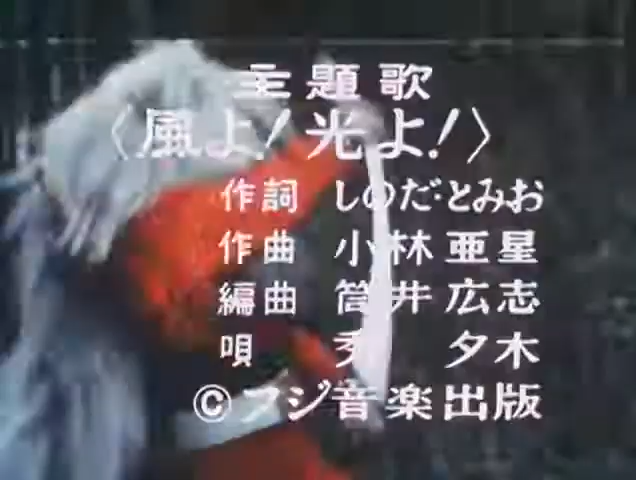 主題歌
〈風よ!光よ!〉
作詞 しのだ・とみお
作曲 小林亜星
編曲 筒井広志
唄 秀夕木
©フジ音楽出版